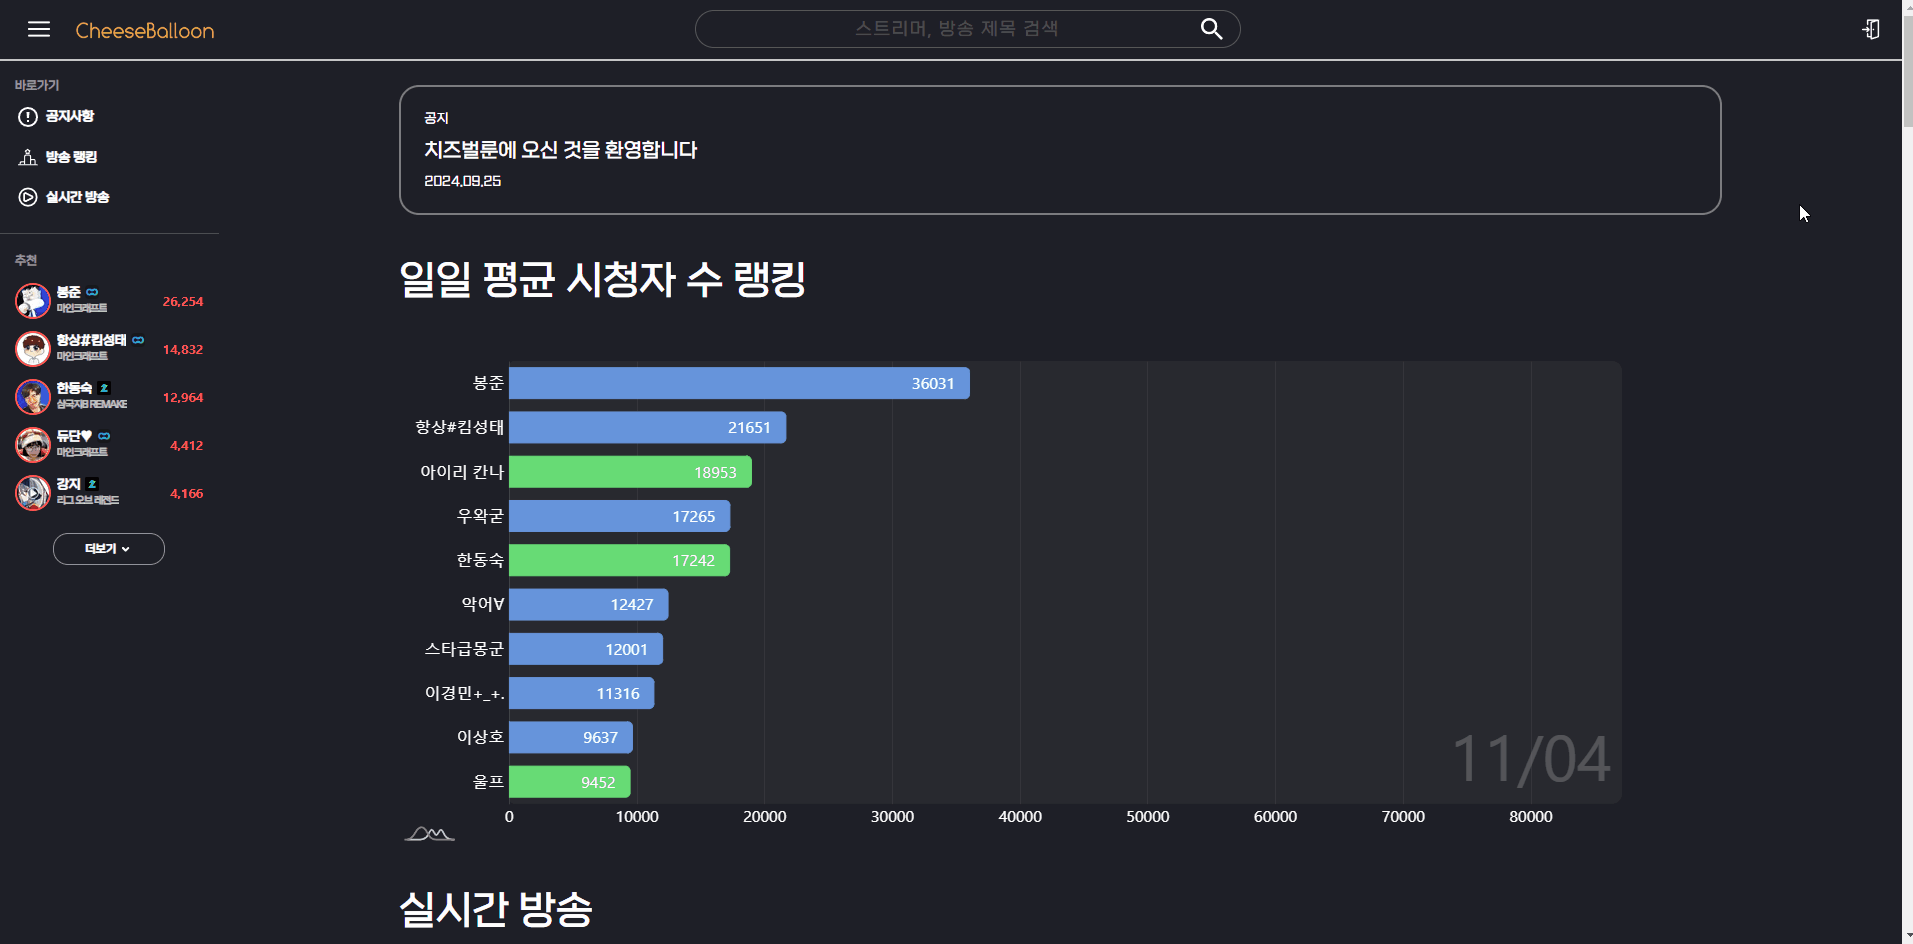 CheeseBalloon
스트리머, 방송 제목 검색
바로가기
공지사항
방송 랭킹
실시간 방송
추천
봉준
마인크래프트
26,254
항상#킴성태
마인크래프트
14,832
한동숙
삼국지8 REMAKE
12,964
듀단♥
마인크래프트
4,412
강지
리그 오브 레전드
4,166
더보기
공지
치즈벌룬에 오신 것을 환영합니다
2024.09.25
일일 평균 시청자 수 랭킹
봉준 36031
항상#킴성태 21651
아이리 칸나 18953
우왁굳 17265
한동숙 17242
악어∀ 12427
스타급몽군 12001
이경민+_+. 11316
이상호 9637
울프 9452
11/04
0 10000 20000 30000 40000 50000 60000 70000 80000
실시간 방송